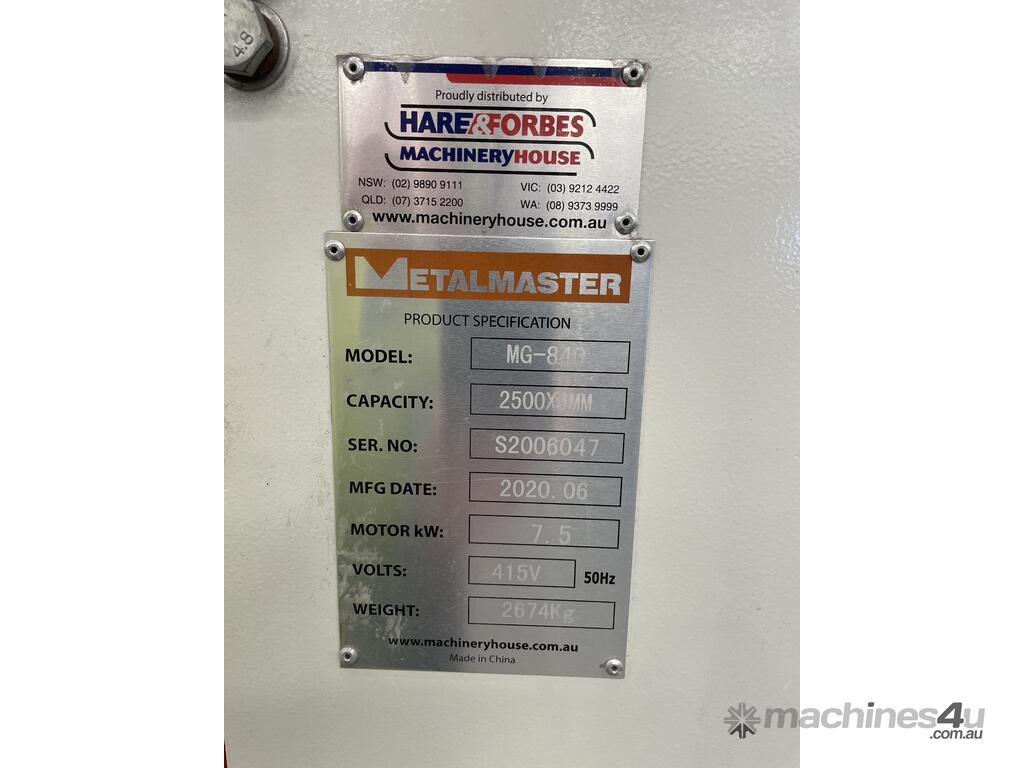 4.8
Proudly distributed by
HARE&FORBES
MACHINERYHOUSE
NSW: (02) 9890 9111 VIC: (03) 9212 4422
QLD: (07) 3715 2200 WA: (08) 9373 9999
www.machineryhouse.com.au
METALMASTER
PRODUCT SPECIFICATION
MODEL: MG-840
CAPACITY:
SER. NO: S2006047
MFG DATE: 2020.06
MOTOR kW: 7.5
VOLTS: 415V 50Hz
WEIGHT: 2674Kg
www.machineryhouse.com.au
Made in China
machines4u
.com.au